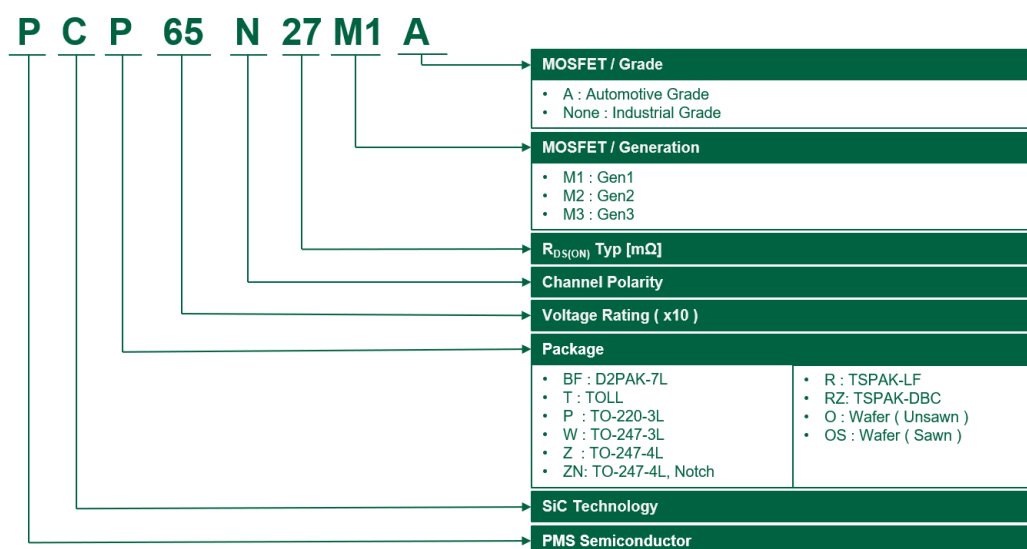 P C P 65 N 27 M1 A
MOSFET / Grade
• A : Automotive Grade
• None : Industrial Grade
MOSFET / Generation
• M1 : Gen1
• M2 : Gen2
• M3 : Gen3
RDS(ON) Typ [mΩ]
Channel Polarity
Voltage Rating ( x10 )
Package
• BF : D2PAK-7L
• T : TOLL
• P : TO-220-3L
• W : TO-247-3L
• Z : TO-247-4L
• ZN: TO-247-4L, Notch
• R : TSPAK-LF
• RZ: TSPAK-DBC
• O : Wafer ( Unsawn )
• OS : Wafer ( Sawn )
SiC Technology
PMS Semiconductor